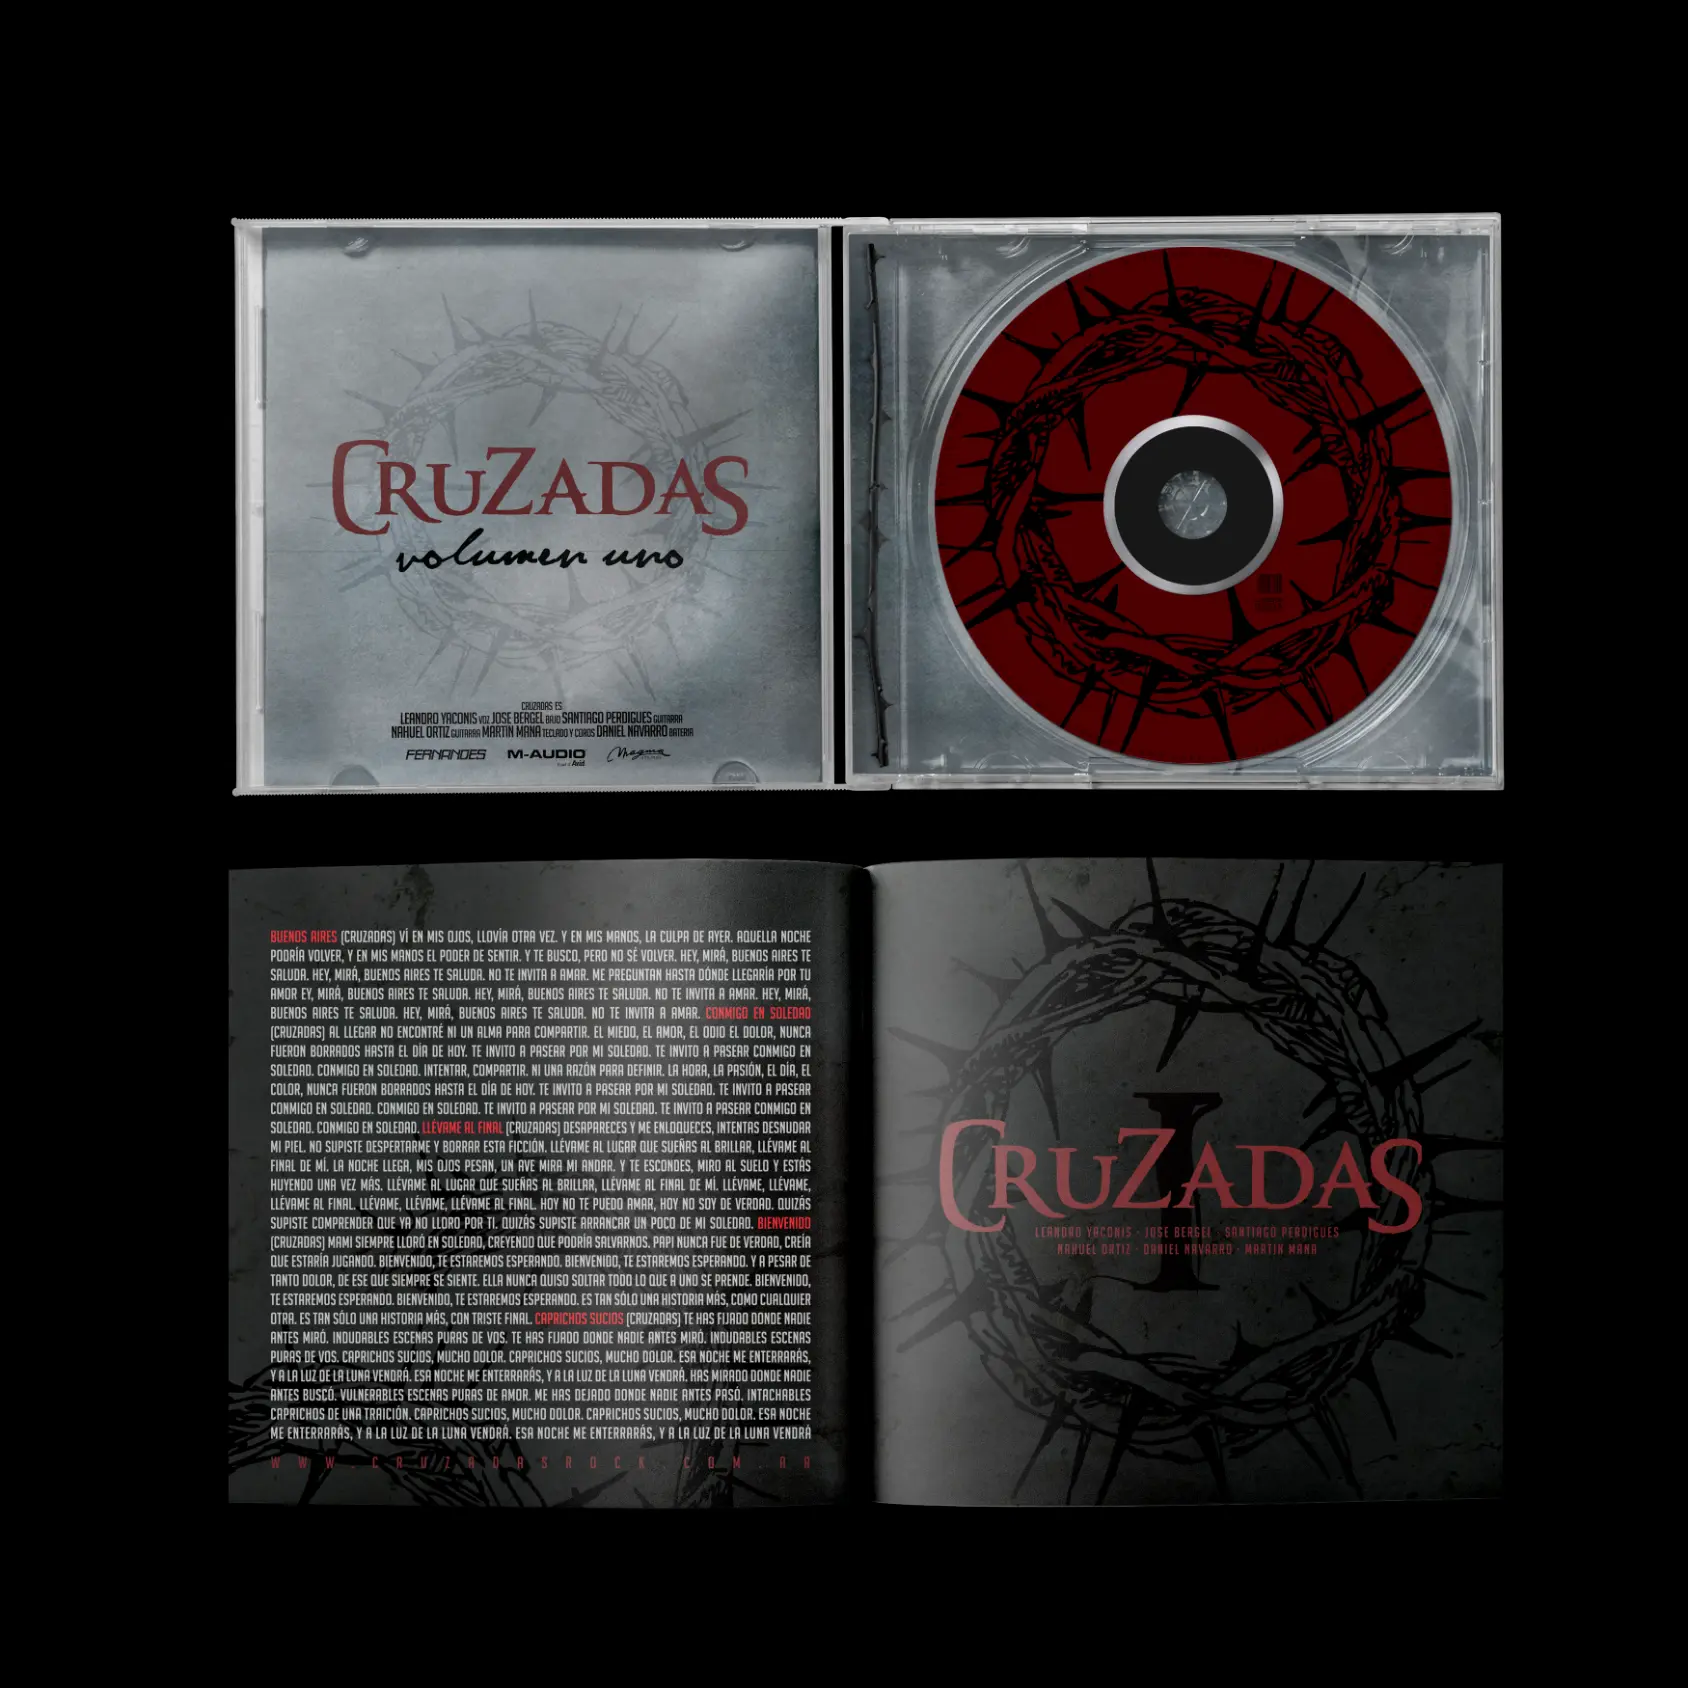 CRUZADAS
volumen uno
CRUZADAS ES
LEANDRO YACONIS VOZ JOSE BERGEL BAJO SANTIAGO PERDIGUES GUITARRA
NAHUEL ORTIZ GUITARRA MARTIN MANA TECLADO Y COROS DANIEL NAVARRO BATERIA
FERNANDES M-AUDIO Magma
Avid
BUENOS AIRES (CRUZADAS) VÍ EN MIS OJOS, LLOVÍA OTRA VEZ. Y EN MIS MANOS, LA CULPA DE AYER. AQUELLA NOCHE
PODRÍA VOLVER, Y EN MIS MANOS EL PODER DE SENTIR. Y TE BUSCO, PERO NO SÉ VOLVER. HEY, MIRÁ, BUENOS AIRES TE
SALUDA. HEY, MIRÁ, BUENOS AIRES TE SALUDA. NO TE INVITA A AMAR. ME PREGUNTAN HASTA DÓNDE LLEGARÍA POR TU
AMOR EY, MIRÁ, BUENOS AIRES TE SALUDA. HEY, MIRÁ, BUENOS AIRES TE SALUDA. NO TE INVITA A AMAR. HEY, MIRÁ,
BUENOS AIRES TE SALUDA. HEY, MIRÁ, BUENOS AIRES TE SALUDA. NO TE INVITA A AMAR. CONMIGO EN SOLEDAD
(CRUZADAS) AL LLEGAR NO ENCONTRÉ NI UN ALMA PARA COMPARTIR. EL MIEDO, EL AMOR, EL ODIO EL DOLOR, NUNCA
FUERON BORRADOS HASTA EL DÍA DE HOY. TE INVITO A PASEAR POR MI SOLEDAD. TE INVITO A PASEAR CONMIGO EN
SOLEDAD. CONMIGO EN SOLEDAD. INTENTAR, COMPARTIR. NI UNA RAZÓN PARA DEFINIR. LA HORA, LA PASIÓN, EL DÍA, EL
COLOR, NUNCA FUERON BORRADOS HASTA EL DÍA DE HOY. TE INVITO A PASEAR POR MI SOLEDAD. TE INVITO A PASEAR
CONMIGO EN SOLEDAD. CONMIGO EN SOLEDAD. TE INVITO A PASEAR POR MI SOLEDAD. TE INVITO A PASEAR CONMIGO EN
SOLEDAD. CONMIGO EN SOLEDAD. LLÉVAME AL FINAL (CRUZADAS) DESAPARECES Y ME ENLOQUECES, INTENTAS DESNUDAR
MI PIEL. NO SUPISTE DESPERTARME Y BORRAR ESTA FICCIÓN. LLÉVAME AL LUGAR QUE SUEÑAS AL BRILLAR, LLÉVAME AL
FINAL DE MÍ. LA NOCHE LLEGA, MIS OJOS PESAN, UN AVE MIRA MI ANDAR. Y TE ESCONDES, MIRO AL SUELO Y ESTÁS
HUYENDO UNA VEZ MÁS. LLÉVAME AL LUGAR QUE SUEÑAS AL BRILLAR, LLÉVAME AL FINAL DE MÍ. LLÉVAME, LLÉVAME,
LLÉVAME AL FINAL. LLÉVAME, LLÉVAME, LLÉVAME AL FINAL. HOY NO TE PUEDO AMAR, HOY NO SOY DE VERDAD. QUIZÁS
SUPISTE COMPRENDER QUE YA NO LLORO POR TI. QUIZÁS SUPISTE ARRANCAR UN POCO DE MI SOLEDAD. BIENVENIDO
(CRUZADAS) MAMI SIEMPRE LLORÓ EN SOLEDAD, CREYENDO QUE PODRÍA SALVARNOS. PAPI NUNCA FUE DE VERDAD, CREÍA
QUE ESTARÍA JUGANDO. BIENVENIDO, TE ESTAREMOS ESPERANDO. BIENVENIDO, TE ESTAREMOS ESPERANDO. Y A PESAR DE
TANTO DOLOR, DE ESE QUE SIEMPRE SE SIENTE. ELLA NUNCA QUISO SOLTAR TODO LO QUE A UNO SE PRENDE. BIENVENIDO,
TE ESTAREMOS ESPERANDO. BIENVENIDO, TE ESTAREMOS ESPERANDO. ES TAN SÓLO UNA HISTORIA MÁS, COMO CUALQUIER
OTRA. ES TAN SÓLO UNA HISTORIA MÁS, CON TRISTE FINAL. CAPRICHOS SUCIOS (CRUZADAS) TE HAS FIJADO DONDE NADIE
ANTES MIRÓ. INDUDABLES ESCENAS PURAS DE VOS. TE HAS FIJADO DONDE NADIE ANTES MIRÓ. INDUDABLES ESCENAS
PURAS DE VOS. CAPRICHOS SUCIOS, MUCHO DOLOR. CAPRICHOS SUCIOS, MUCHO DOLOR. ESA NOCHE ME ENTERRARÁS,
Y A LA LUZ DE LA LUNA VENDRÁ. ESA NOCHE ME ENTERRARÁS, Y A LA LUZ DE LA LUNA VENDRÁ. HAS MIRADO DONDE NADIE
ANTES BUSCÓ. VULNERABLES ESCENAS PURAS DE AMOR. ME HAS DEJADO DONDE NADIE ANTES PASÓ. INTACHABLES
CAPRICHOS DE UNA TRAICIÓN. CAPRICHOS SUCIOS, MUCHO DOLOR. CAPRICHOS SUCIOS, MUCHO DOLOR. ESA NOCHE
ME ENTERRARÁS, Y A LA LUZ DE LA LUNA VENDRÁ. ESA NOCHE ME ENTERRARÁS, Y A LA LUZ DE LA LUNA VENDRÁ
WWW.CRUZADASROCK.COM.AR
I
CRUZADAS
LEANDRO YACONIS · JOSE BERGEL · SANTIAGO PERDIGUES
NAHUEL ORTIZ · DANIEL NAVARRO · MARTIN MANA